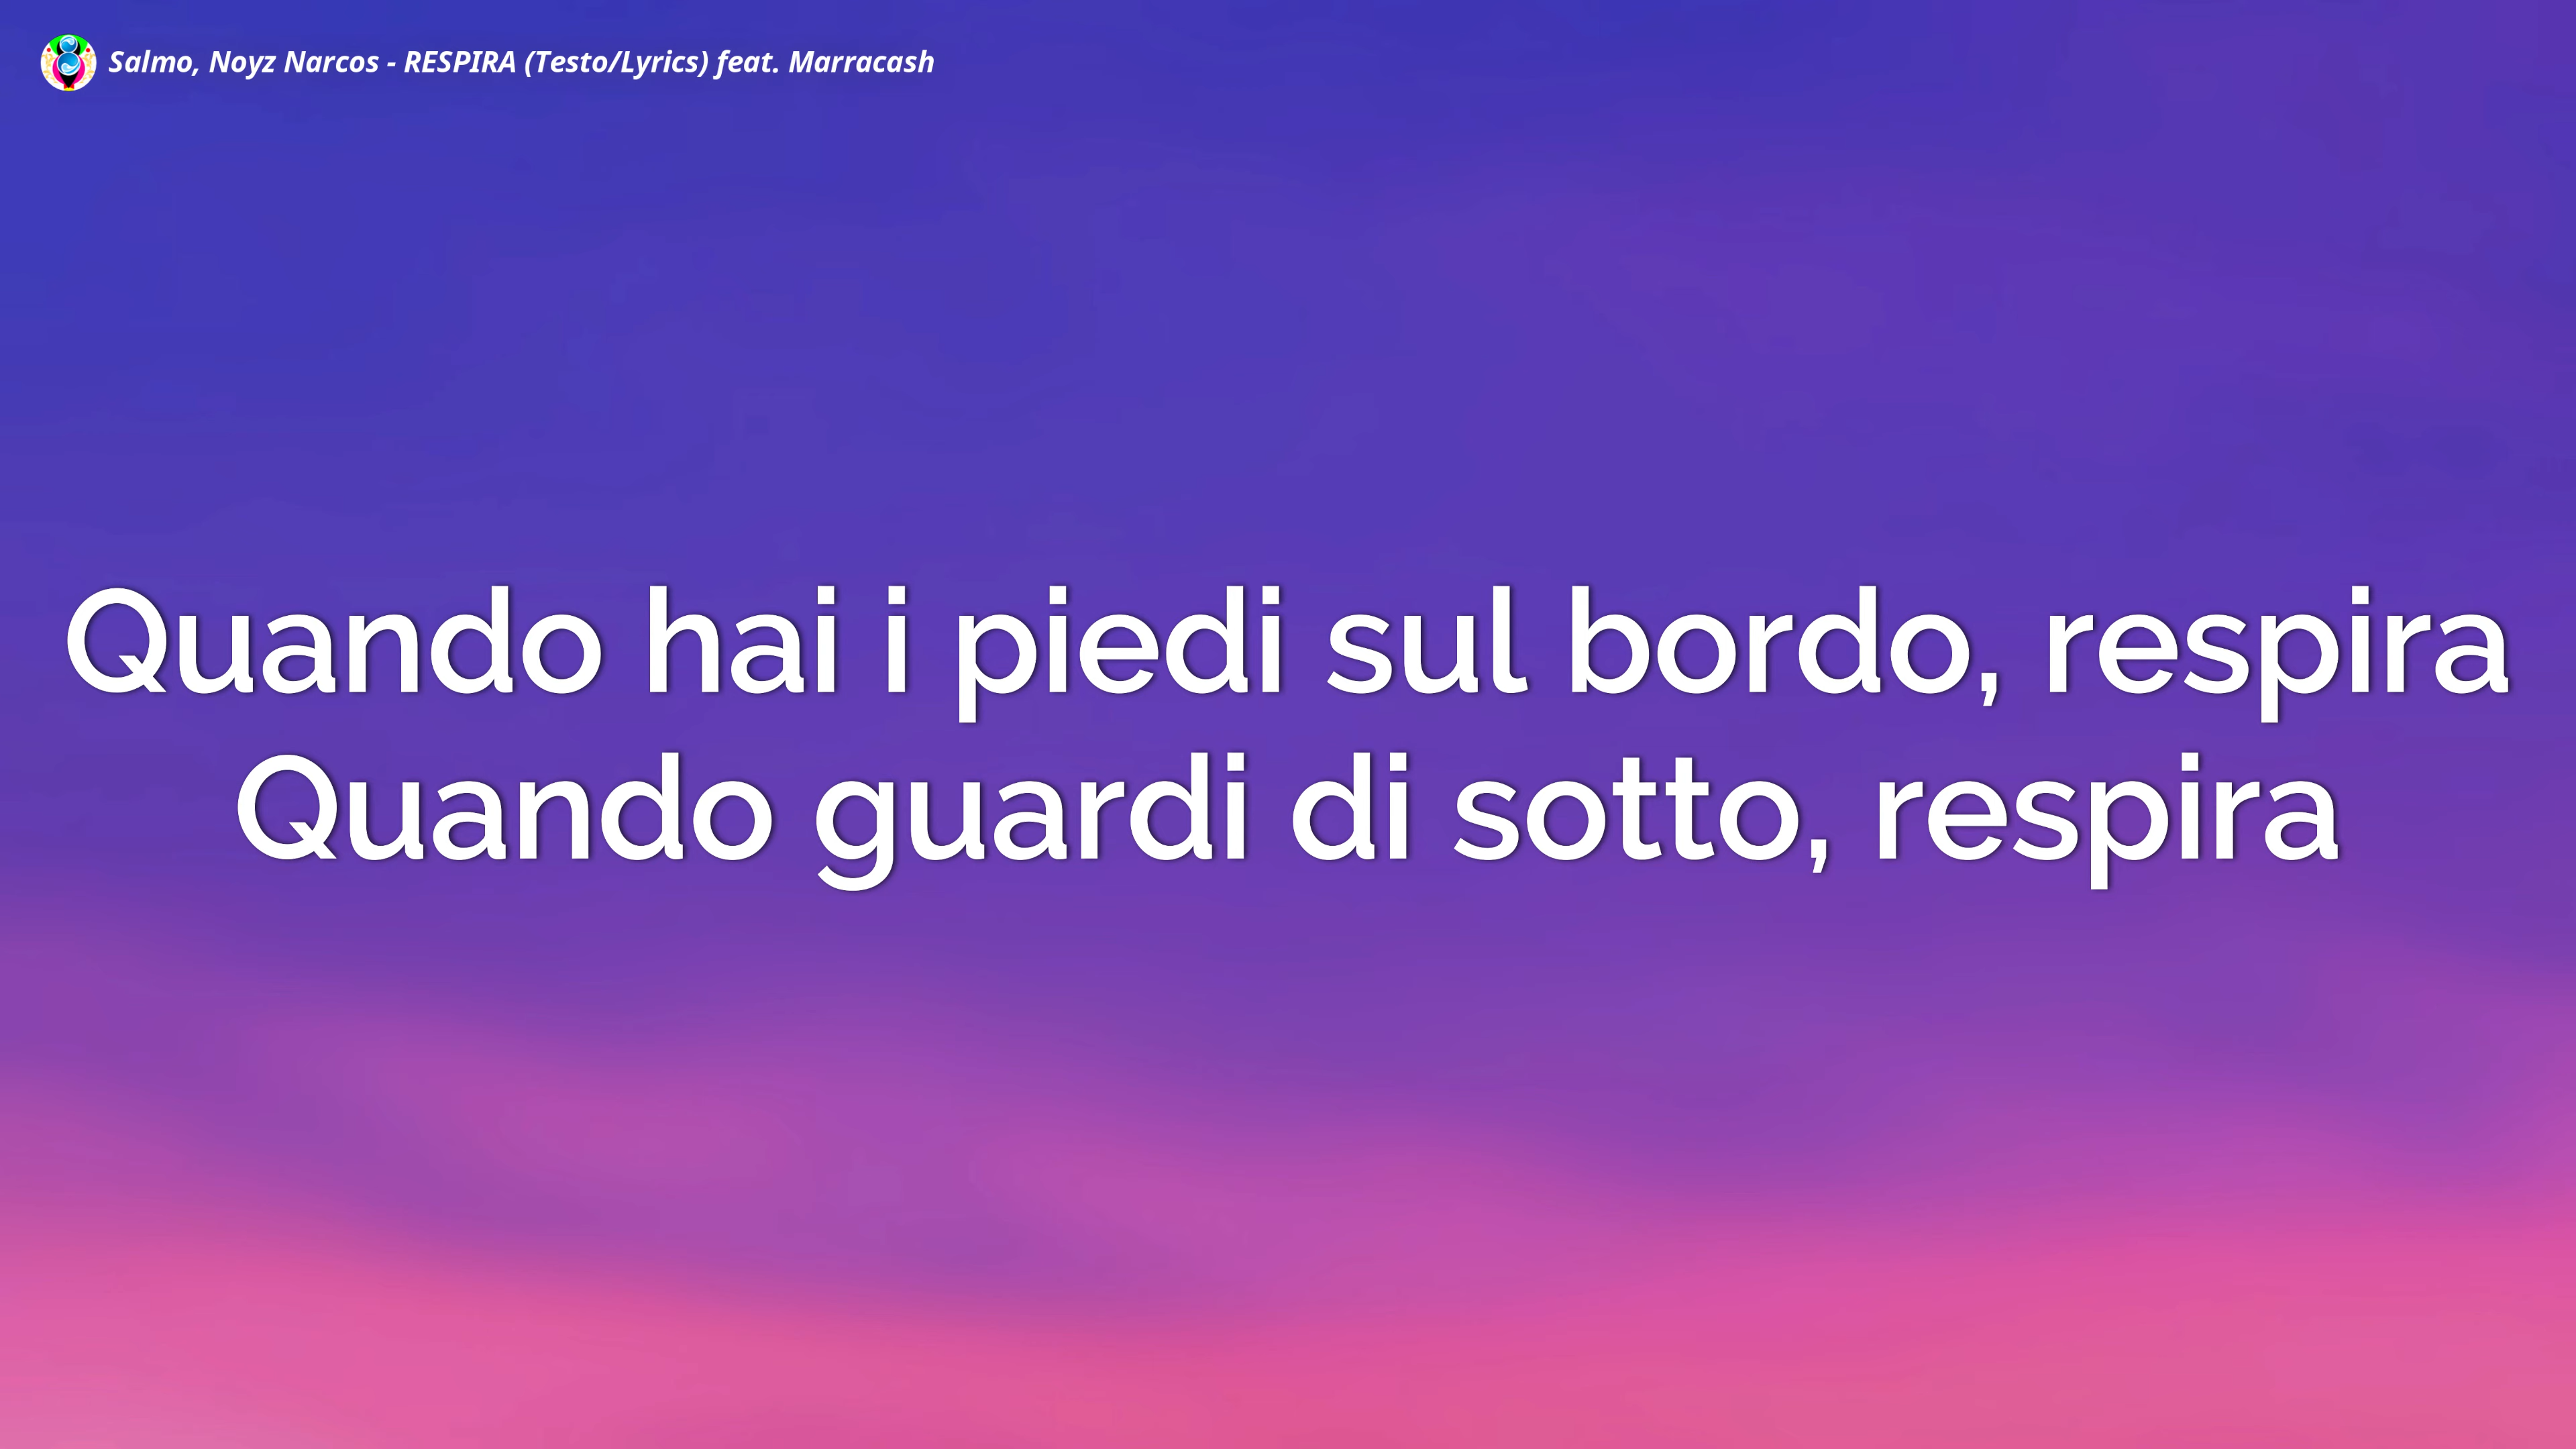 Salmo, Noyz Narcos - RESPIRA (Testo/Lyrics) feat. Marracash
Quando hai i piedi sul bordo, respira
Quando guardi di sotto, respira